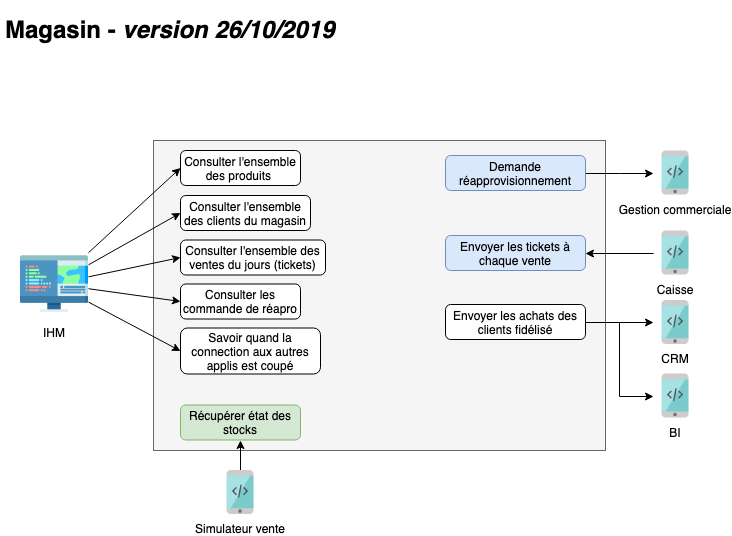 Magasin - version 26/10/2019
Consulter l'ensemble
des produits
Consulter l'ensemble
des clients du magasin
Consulter l'ensemble des
ventes du jours (tickets)
Consulter les
commande de réapro
Savoir quand la
connection aux autres
applis est coupé
IHM
Récupérer état des
stocks
Simulateur vente
Demande
réapprovisionnement
Gestion commerciale
Envoyer les tickets à
chaque vente
Caisse
Envoyer les achats des
clients fidélisé
CRM
BI